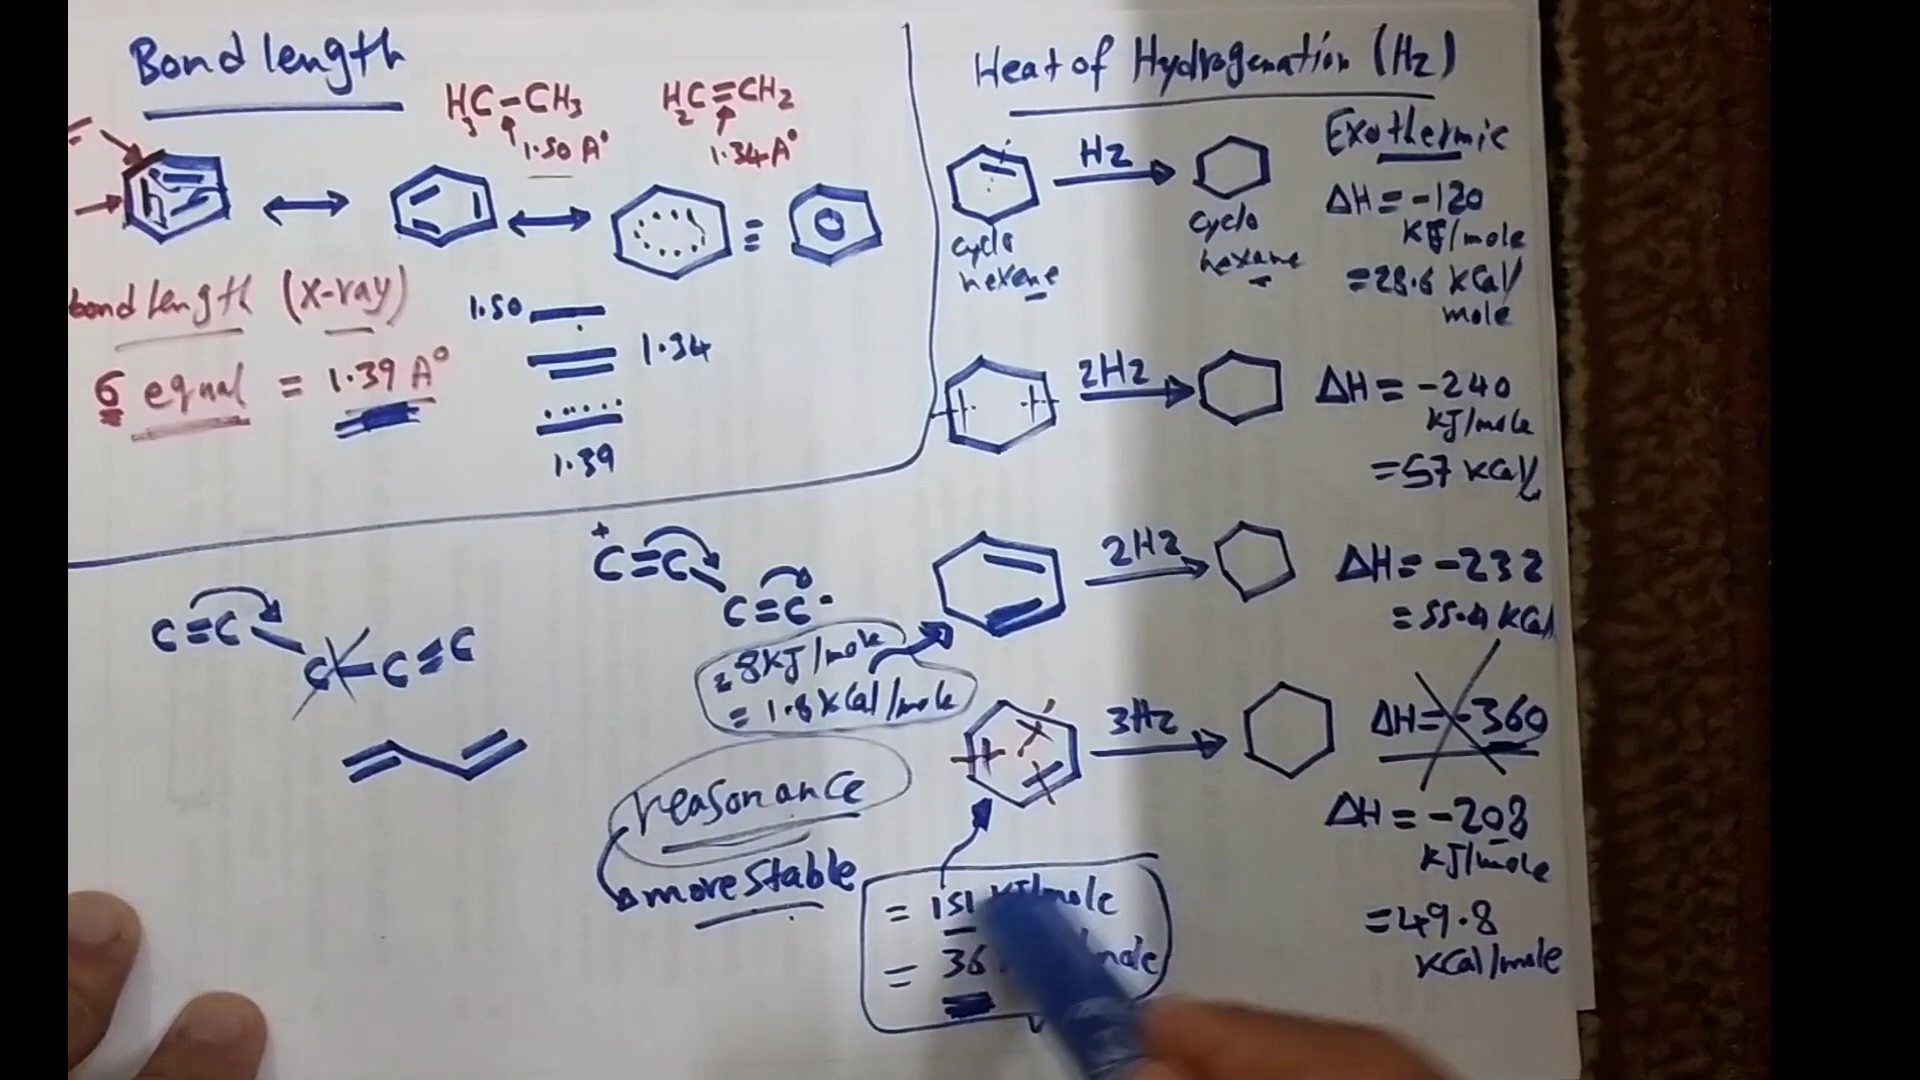 Bond length
H3C-CH3
1.50 A°
H2C=CH2
1.34 A°
bond length (x-ray)
6 equal = 1.39 A°
1.50
1.34
1.39
Heat of Hydrogenation (H2)
Exothermic
H2
cyclo
hexene
cyclo
hexane
ΔH = -120
KJ/mole
=28.6 KCal/
mole
2H2
ΔH = -240
KJ/mole
=57 KCal/
2H2
ΔH = -232
=55.4 KCal
3H2
ΔH = -360
ΔH = -208
KJ/mole
=49.8
KCal/mole
C=C
C-C=C
+
C=C
C=C
8KJ/mole
= 1.8 KCal/mole
reasonance
more stable
= 151 KJ/mole
= 36